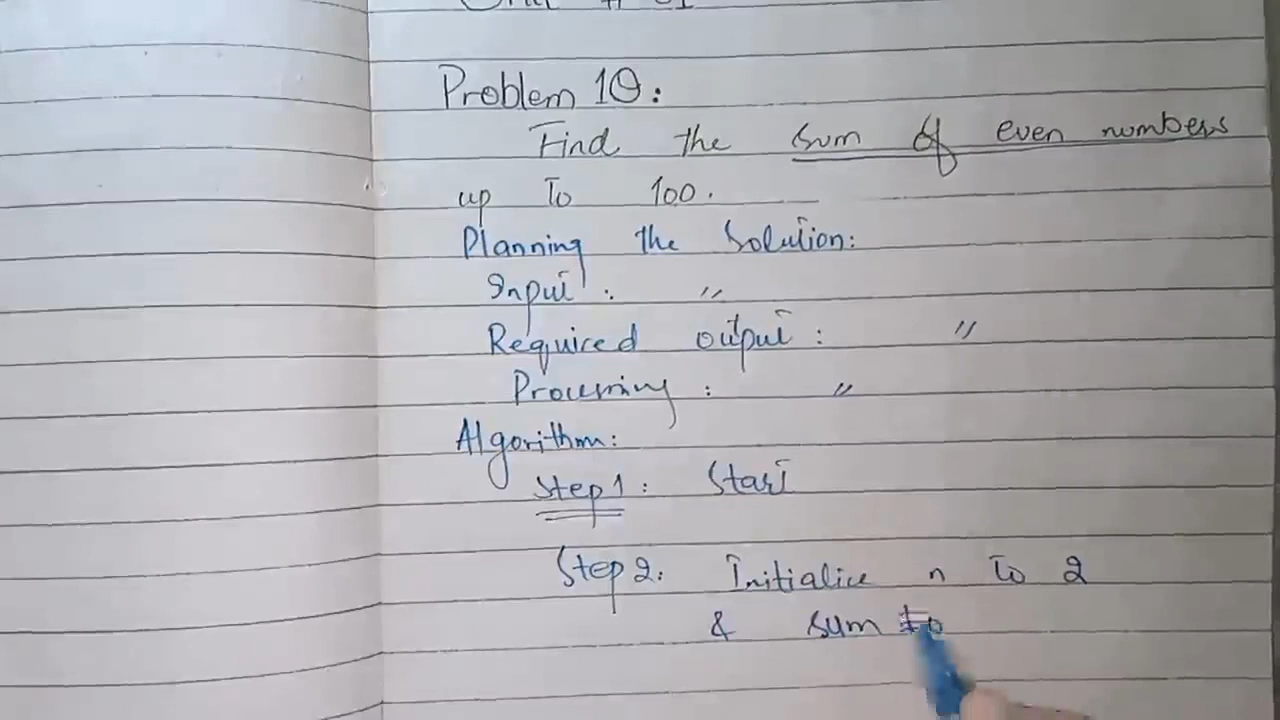 Problem 10:
Find the sum of even numbers
up to 100.
Planning the Solution:
Input : "
Required output : "
Processing : "
Algorithm:
Step 1 : Start
Step 2: Initialice n to 2
& sum to